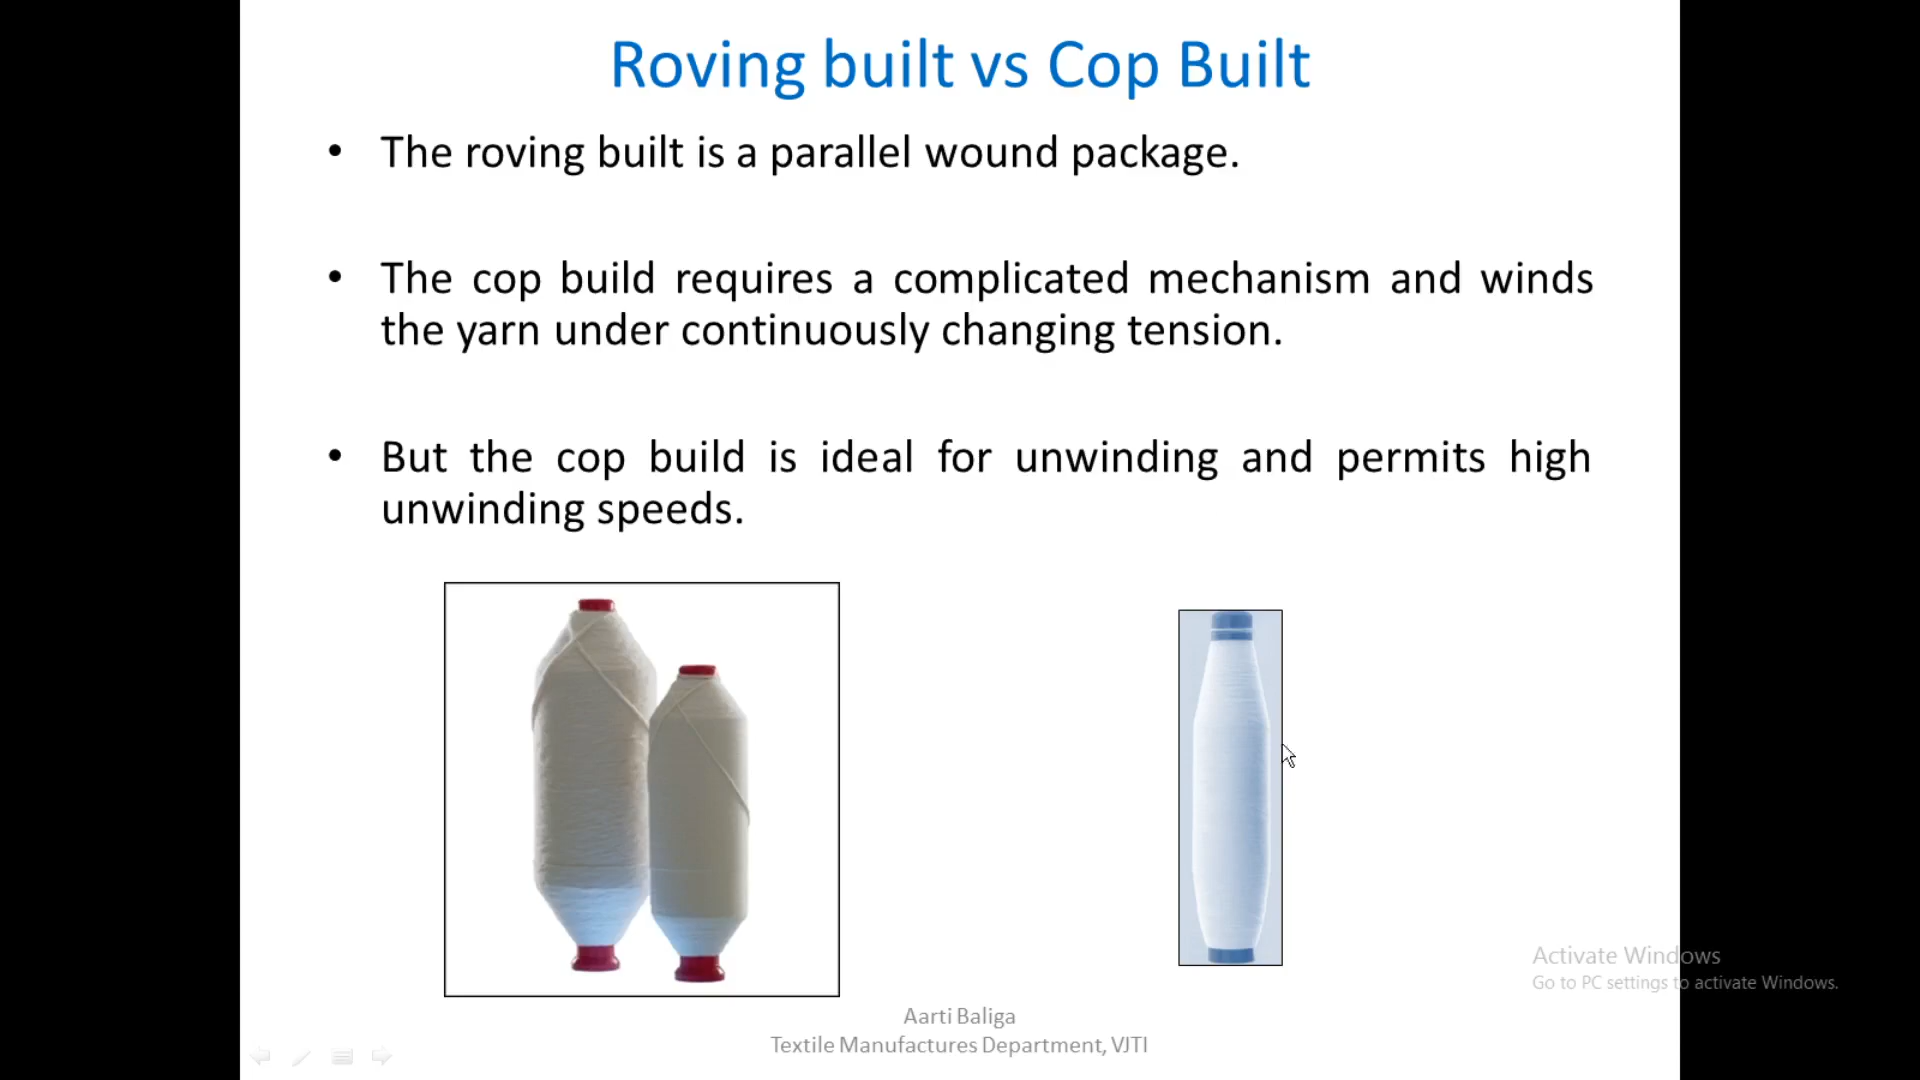 Roving built vs Cop Built
• The roving built is a parallel wound package.
• The cop build requires a complicated mechanism and winds
the yarn under continuously changing tension.
• But the cop build is ideal for unwinding and permits high
unwinding speeds.
Activate Windows
Go to PC settings to activate Windows.
Aarti Baliga
Textile Manufactures Department, VJTI